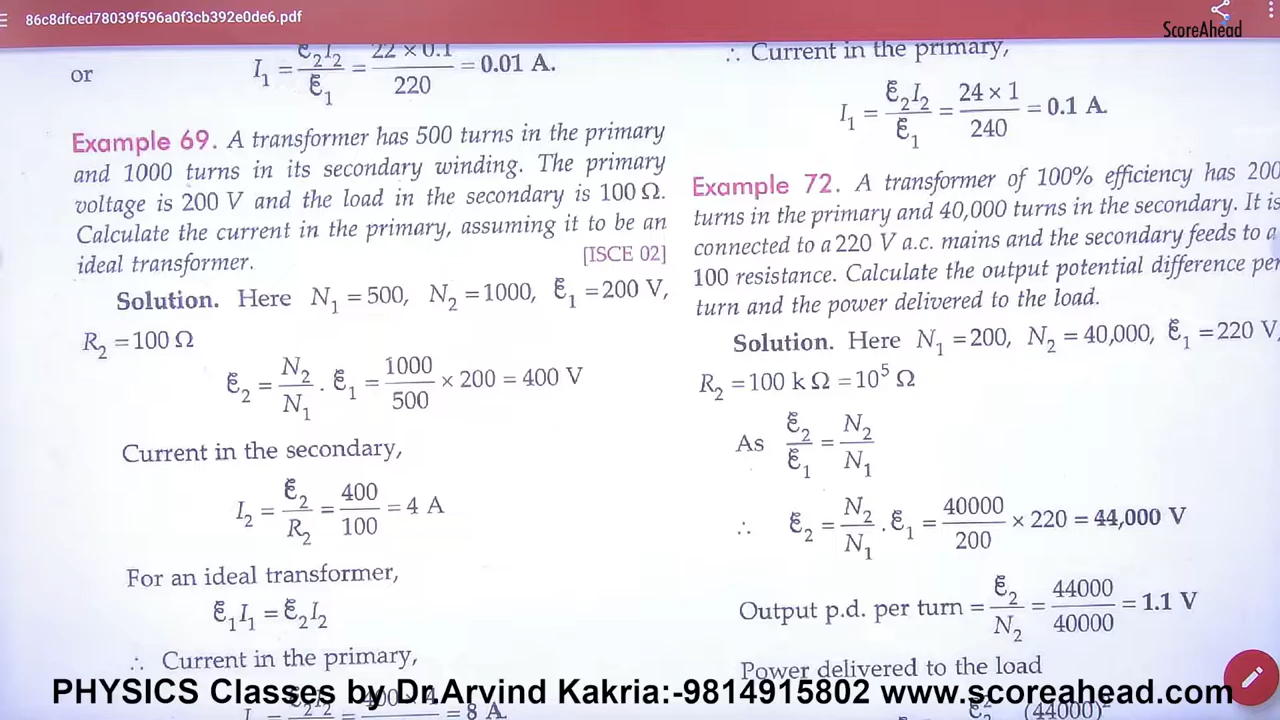 86c8dfced78039f596a0f3cb392e0de6.pdf
ScoreAhead
or I₁ = ℰ₂I₂/ℰ₁ = 22 × 0.1/220 = 0.01 A.
Example 69. A transformer has 500 turns in the primary
and 1000 turns in its secondary winding. The primary
voltage is 200 V and the load in the secondary is 100 Ω.
Calculate the current in the primary, assuming it to be an
ideal transformer. [ISCE 02]
Solution. Here N₁ = 500, N₂ = 1000, ℰ₁ = 200 V,
R₂ = 100 Ω
ℰ₂ = N₂/N₁ . ℰ₁ = 1000/500 × 200 = 400 V
Current in the secondary,
I₂ = ℰ₂/R₂ = 400/100 = 4 A
For an ideal transformer,
ℰ₁I₁ = ℰ₂I₂
∴ Current in the primary,
= 8 A.
∴ Current in the primary,
I₁ = ℰ₂I₂/ℰ₁ = 24 × 1/240 = 0.1 A.
Example 72. A transformer of 100% efficiency has 200
turns in the primary and 40,000 turns in the secondary. It is
connected to a 220 V a.c. mains and the secondary feeds to a
100 resistance. Calculate the output potential difference per
turn and the power delivered to the load.
Solution. Here N₁ = 200, N₂ = 40,000, ℰ₁ = 220 V,
R₂ = 100 k Ω = 10⁵ Ω
As ℰ₂/ℰ₁ = N₂/N₁
∴ ℰ₂ = N₂/N₁ . ℰ₁ = 40000/200 × 220 = 44,000 V
Output p.d. per turn = ℰ₂/N₂ = 44000/40000 = 1.1 V
Power delivered to the load
(44000)²
PHYSICS Classes by Dr.Arvind Kakria:-9814915802 www.scoreahead.com